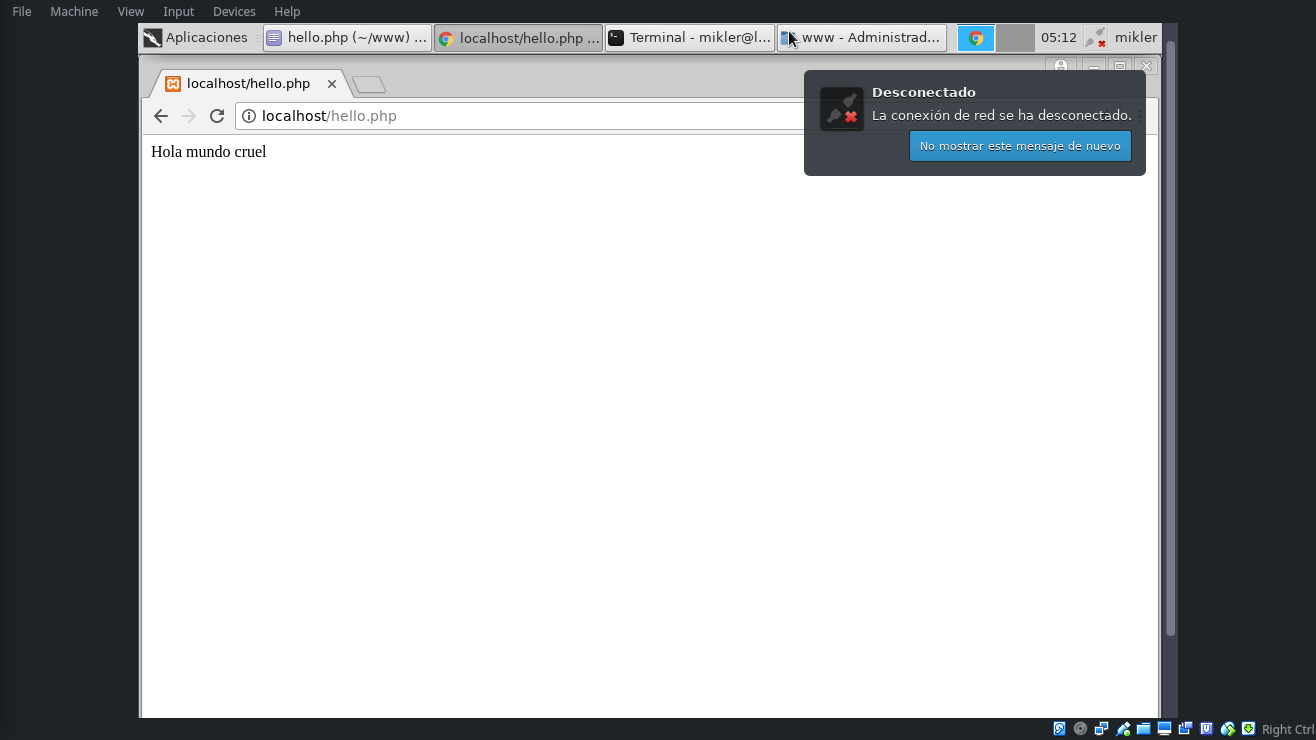 File Machine View Input Devices Help
Aplicaciones hello.php (~/www) ... localhost/hello.php ... Terminal - mikler@l... www - Administrad... 05:12 mikler
localhost/hello.php
localhost/hello.php
Hola mundo cruel
Desconectado
La conexión de red se ha desconectado.
No mostrar este mensaje de nuevo
Right Ctrl